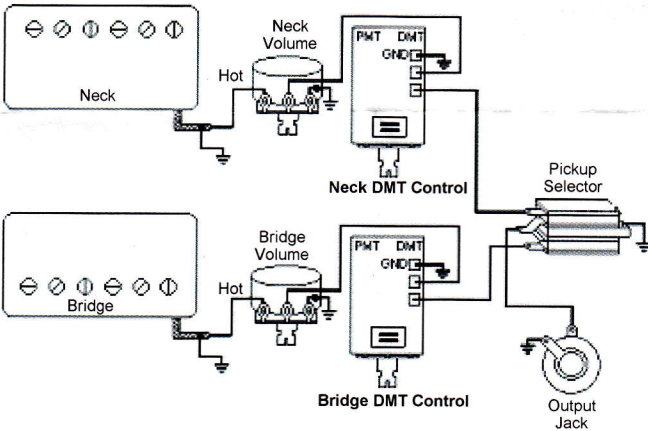 Neck
Volume
PMT DMT
GND
Hot
Neck
Neck DMT Control
Pickup
Selector
Bridge
Volume
PMT DMT
GND
Hot
Bridge
Bridge DMT Control
Output
Jack